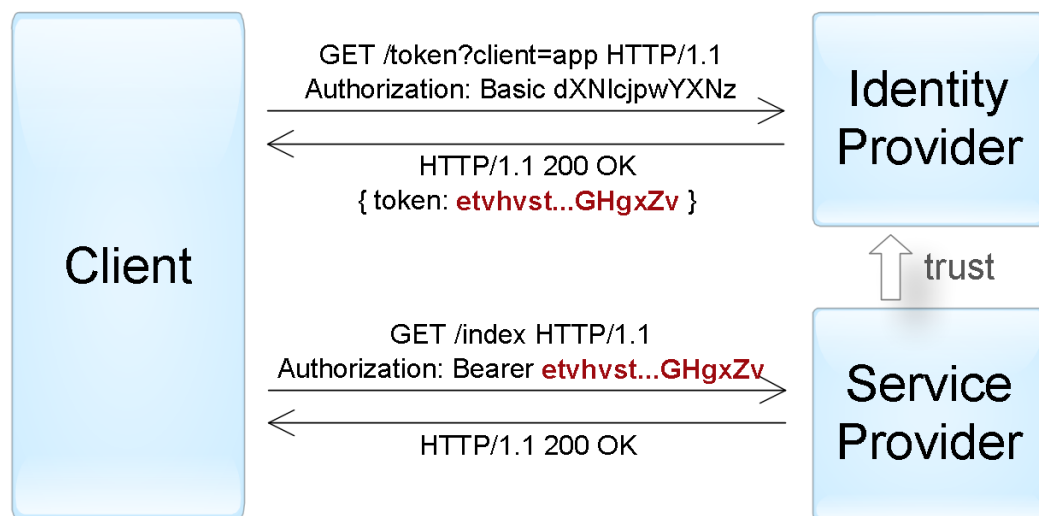 GET /token?client=app HTTP/1.1
Authorization: Basic dXNlcjpwYXNz
HTTP/1.1 200 OK
{ token: etvhvst...GHgxZv }
Identity
Provider
Client
trust
GET /index HTTP/1.1
Authorization: Bearer etvhvst...GHgxZv
HTTP/1.1 200 OK
Service
Provider